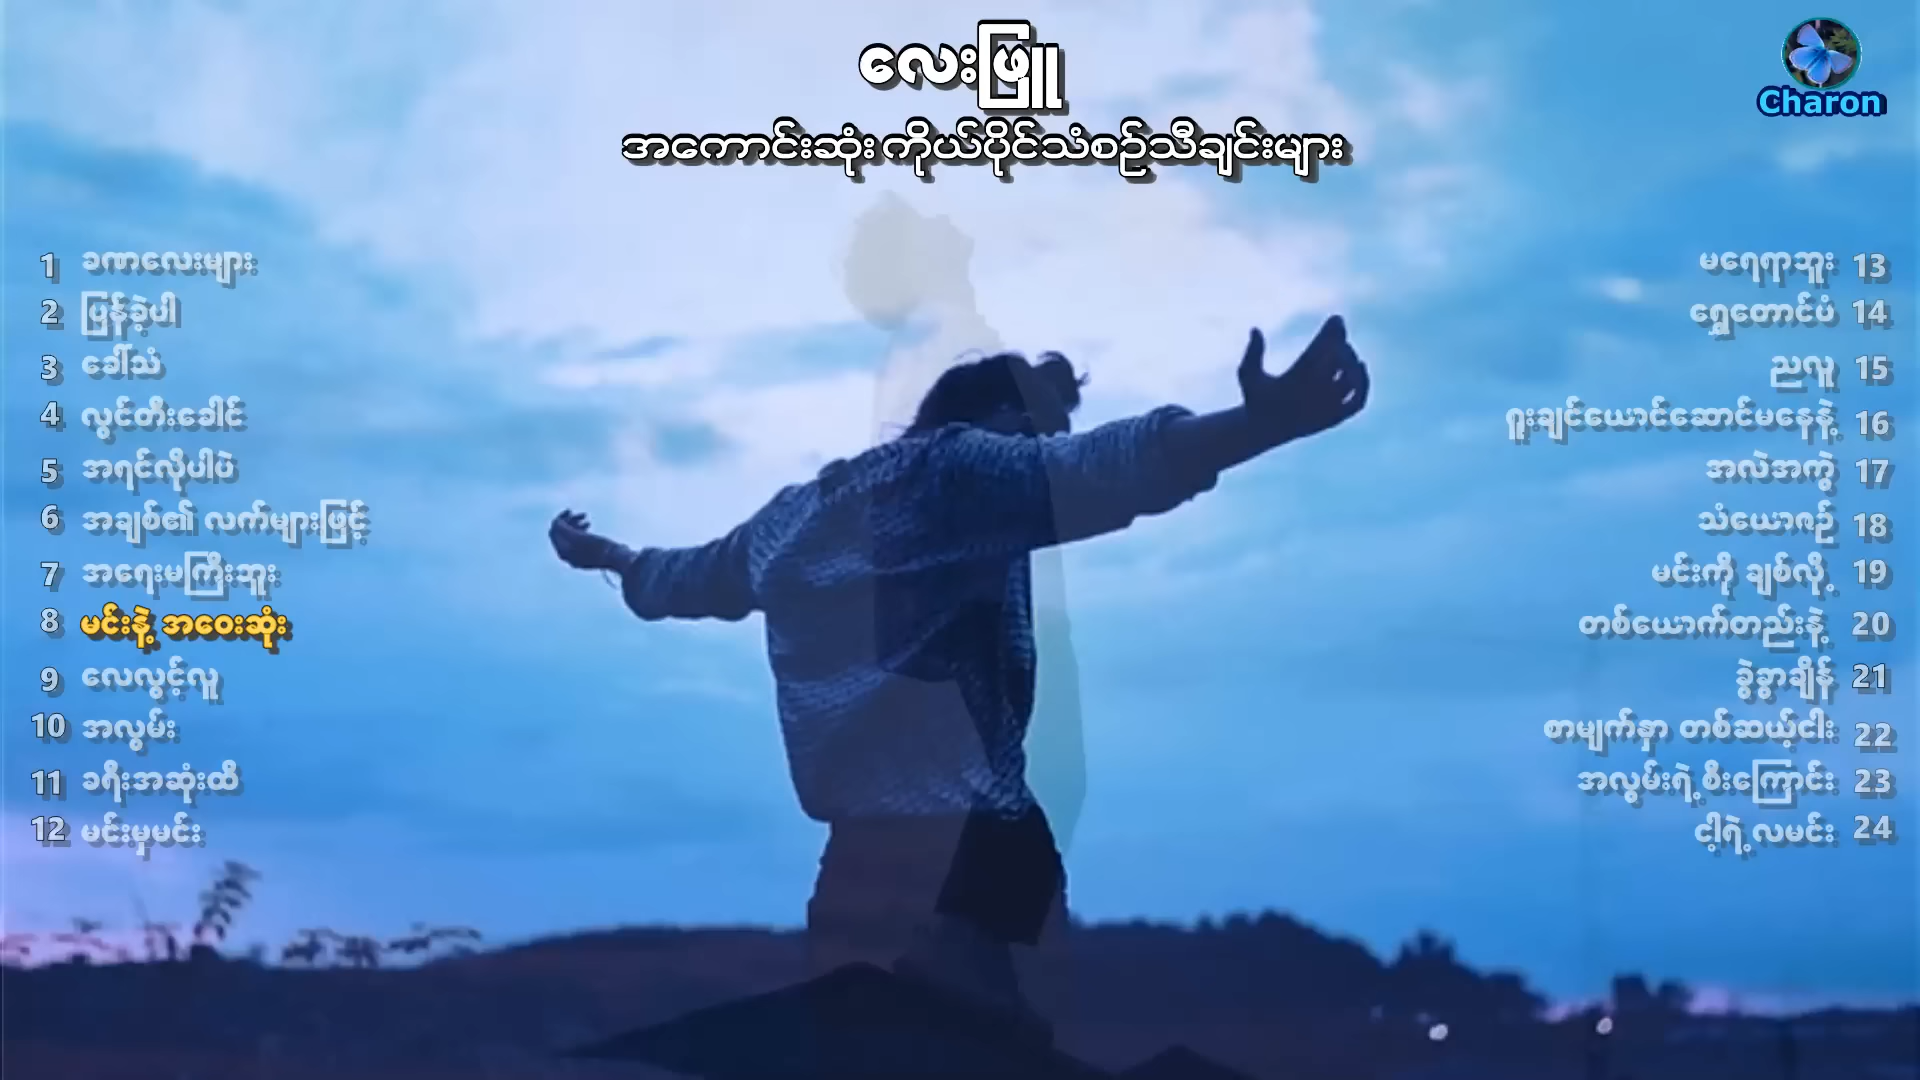 လေးဖြူ
အကောင်းဆုံး ကိုယ်ပိုင်သံစဉ်သီချင်းများ
Charon
1 ခဏလေးများ
2 ပြန်ခဲ့ပါ
3 ခေါ်သံ
4 လွင်တီးခေါင်
5 အရင်လိုပါပဲ
6 အချစ်၏ လက်များဖြင့်
7 အရေးမကြီးဘူး
8 မင်းနဲ့ အဝေးဆုံး
9 လေလွင့်လူ
10 အလွမ်း
11 ခရီးအဆုံးထိ
12 မင်းမှမင်း
မရေရာဘူး 13
ရွှေတောင်ပံ 14
ညလူ 15
ရူးချင်ယောင်ဆောင်မနေနဲ့ 16
အလဲအကွဲ 17
သံယောဇဉ် 18
မင်းကို ချစ်လို့ 19
တစ်ယောက်တည်းနဲ့ 20
ခွဲခွာချိန် 21
စာမျက်နှာ တစ်ဆယ့်ငါး 22
အလွမ်းရဲ့ စီးကြောင်း 23
ငါ့ရဲ့လမင်း 24